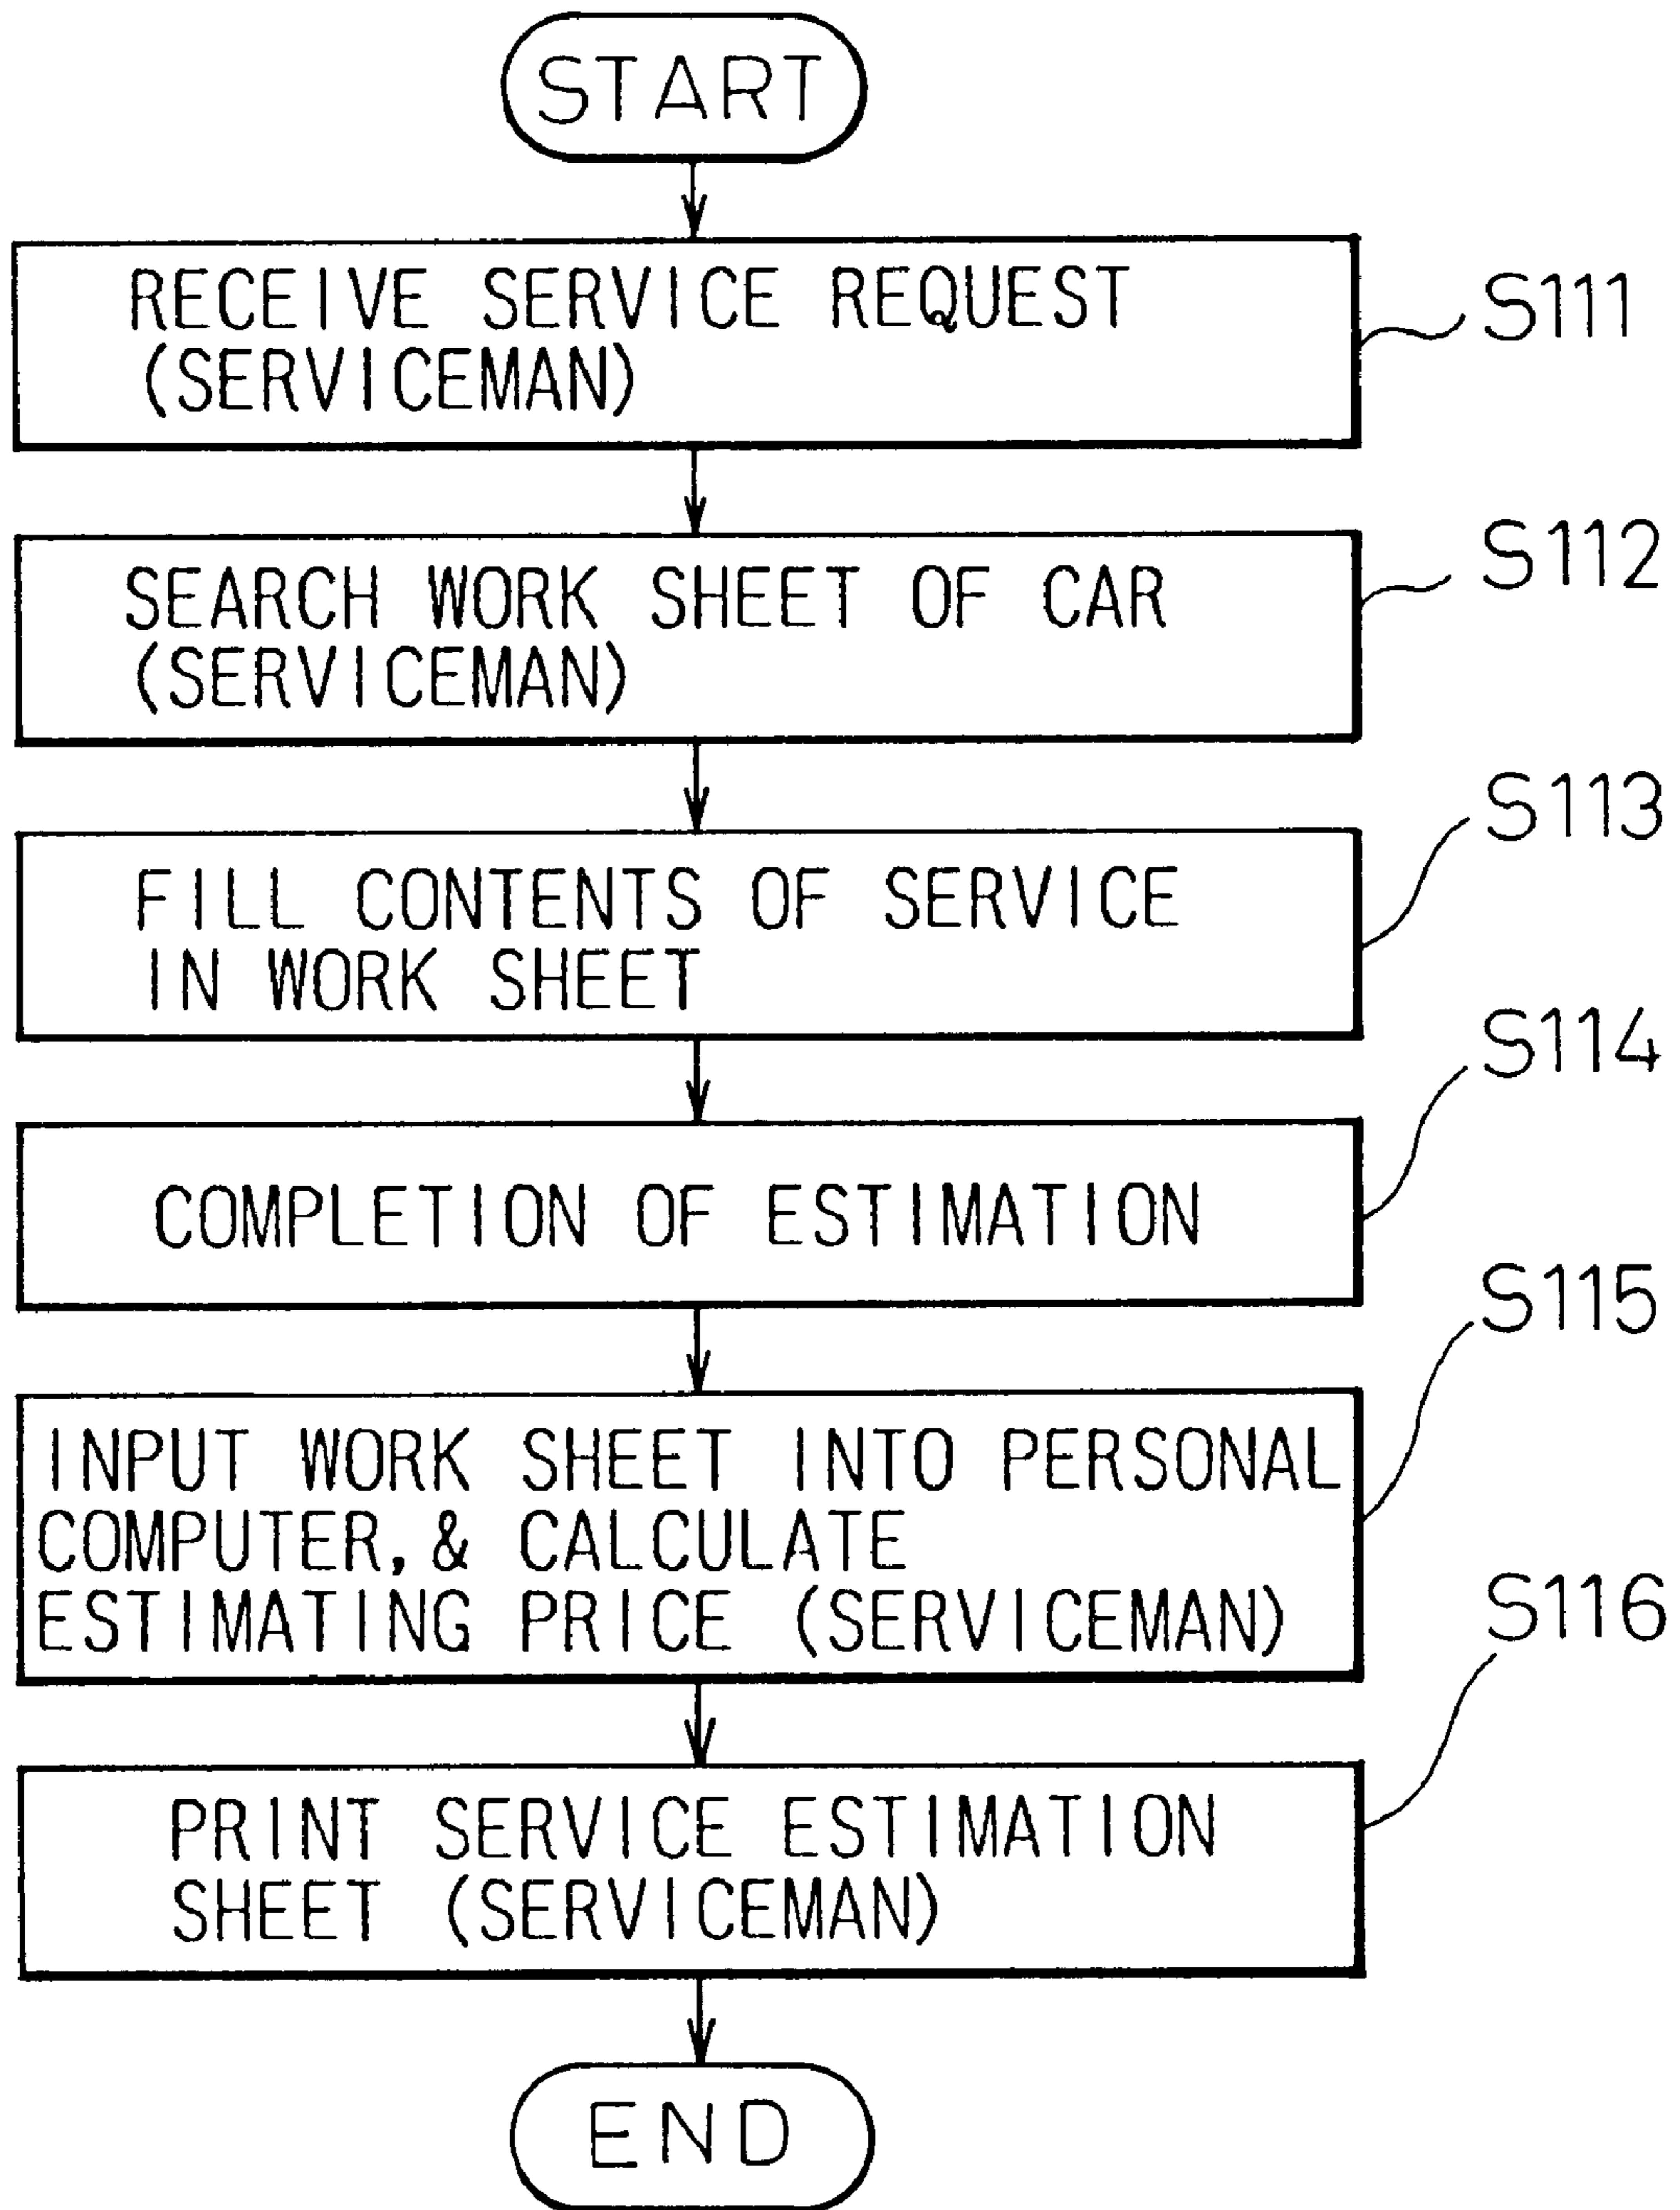 START
RECEIVE SERVICE REQUEST
(SERVICEMAN)
S111
SEARCH WORK SHEET OF CAR
(SERVICEMAN)
S112
FILL CONTENTS OF SERVICE
IN WORK SHEET
S113
COMPLETION OF ESTIMATION
S114
INPUT WORK SHEET INTO PERSONAL
COMPUTER, & CALCULATE
ESTIMATING PRICE (SERVICEMAN)
S115
PRINT SERVICE ESTIMATION
SHEET (SERVICEMAN)
S116
END